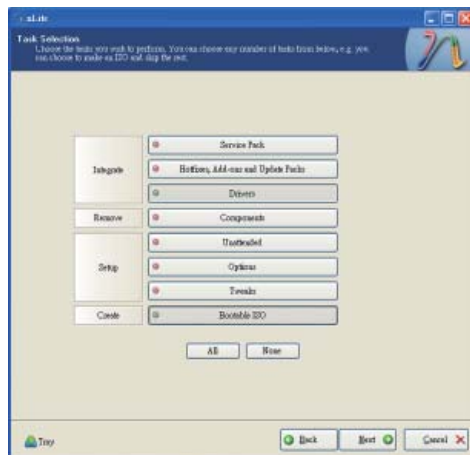 nLite
Task Selection
Choose the tasks you wish to perform. You can choose any number of tasks from below, e.g. you
can choose to make an ISO and skip the rest.
Integrate
Service Pack
Hotfixes, Add-ons and Update Packs
Drivers
Remove
Components
Setup
Unattended
Options
Tweaks
Create
Bootable ISO
All
None
Tray
Back
Next
Cancel